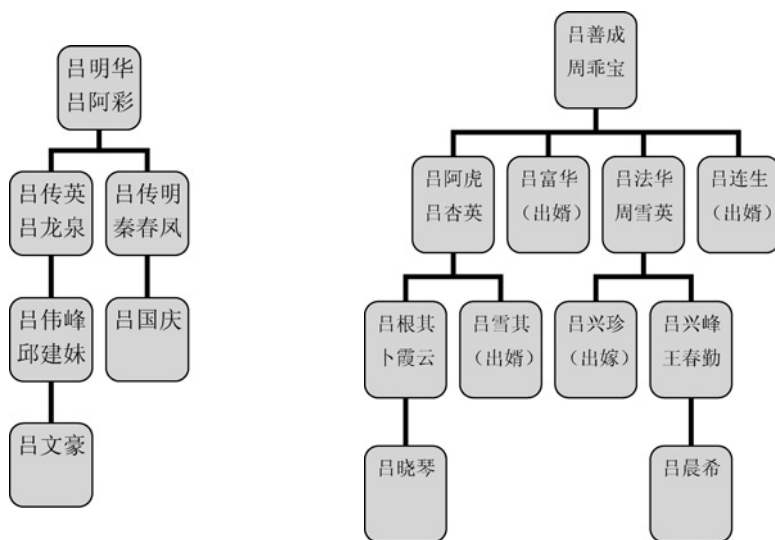 吕明华
吕阿彩
吕传英
吕龙泉
吕传明
秦春凤
吕伟峰
邱建妹
吕国庆
吕文豪
吕善成
周乖宝
吕阿虎
吕杏英
吕富华
（出婿）
吕法华
周雪英
吕连生
（出婿）
吕根其
卜霞云
吕雪其
（出婿）
吕兴珍
（出嫁）
吕兴峰
王春勤
吕晓琴
吕晨希